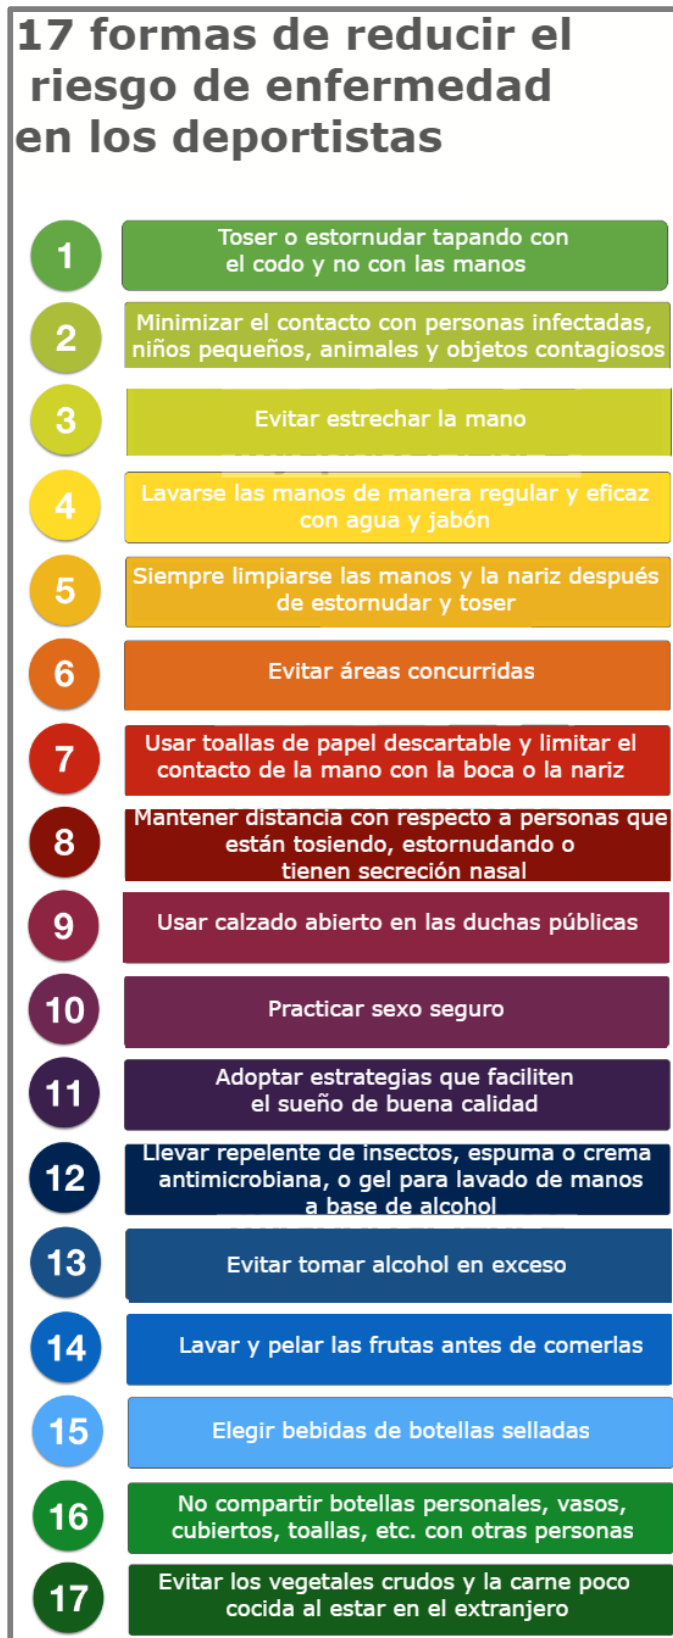 17 formas de reducir el
riesgo de enfermedad
en los deportistas
1
Toser o estornudar tapando con
el codo y no con las manos
2
Minimizar el contacto con personas infectadas,
niños pequeños, animales y objetos contagiosos
3
Evitar estrechar la mano
4
Lavarse las manos de manera regular y eficaz
con agua y jabón
5
Siempre limpiarse las manos y la nariz después
de estornudar y toser
6
Evitar áreas concurridas
7
Usar toallas de papel descartable y limitar el
contacto de la mano con la boca o la nariz
8
Mantener distancia con respecto a personas que
están tosiendo, estornudando o
tienen secreción nasal
9
Usar calzado abierto en las duchas públicas
10
Practicar sexo seguro
11
Adoptar estrategias que faciliten
el sueño de buena calidad
12
Llevar repelente de insectos, espuma o crema
antimicrobiana, o gel para lavado de manos
a base de alcohol
13
Evitar tomar alcohol en exceso
14
Lavar y pelar las frutas antes de comerlas
15
Elegir bebidas de botellas selladas
16
No compartir botellas personales, vasos,
cubiertos, toallas, etc. con otras personas
17
Evitar los vegetales crudos y la carne poco
cocida al estar en el extranjero